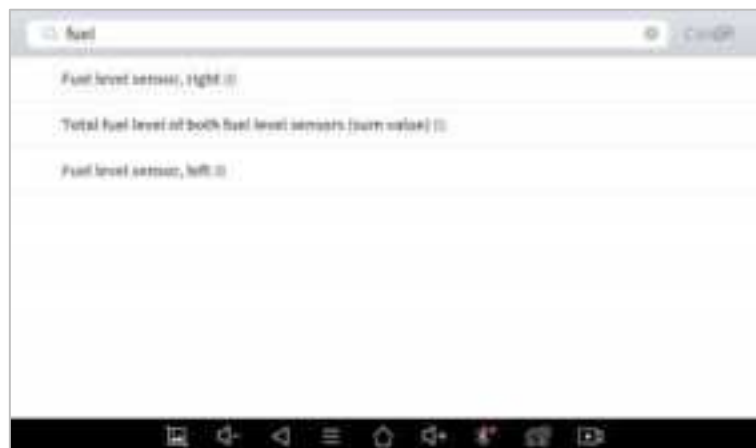 fuel
Fuel level sensor, right
Total fuel level of both fuel level sensors (sum value)
Fuel level sensor, left